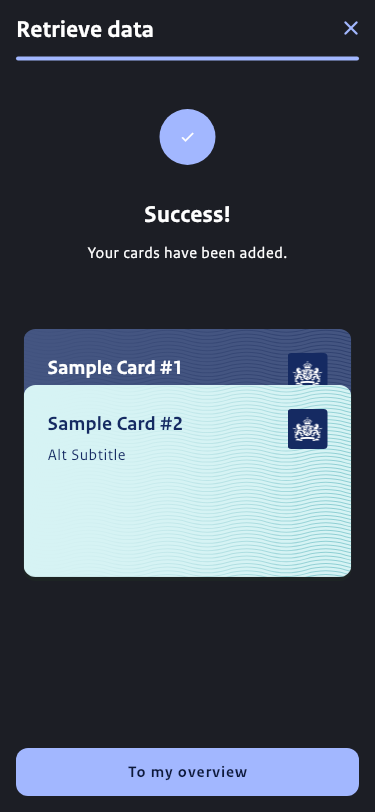 Retrieve data
Success!
Your cards have been added.
Sample Card #1
Sample Card #2
Alt Subtitle
To my overview